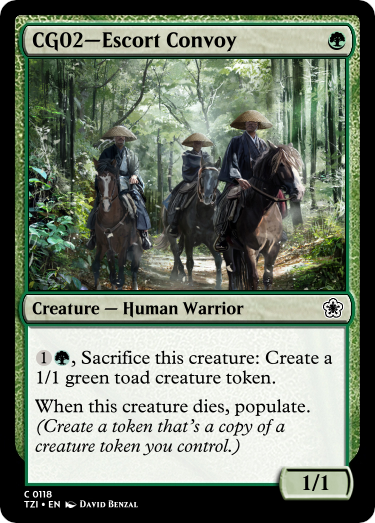 CG02—Escort Convoy
Creature — Human Warrior
1, Sacrifice this creature: Create a
1/1 green toad creature token.
When this creature dies, populate.
(Create a token that's a copy of a
creature token you control.)
1/1
C 0118
TZI • EN David Benzal